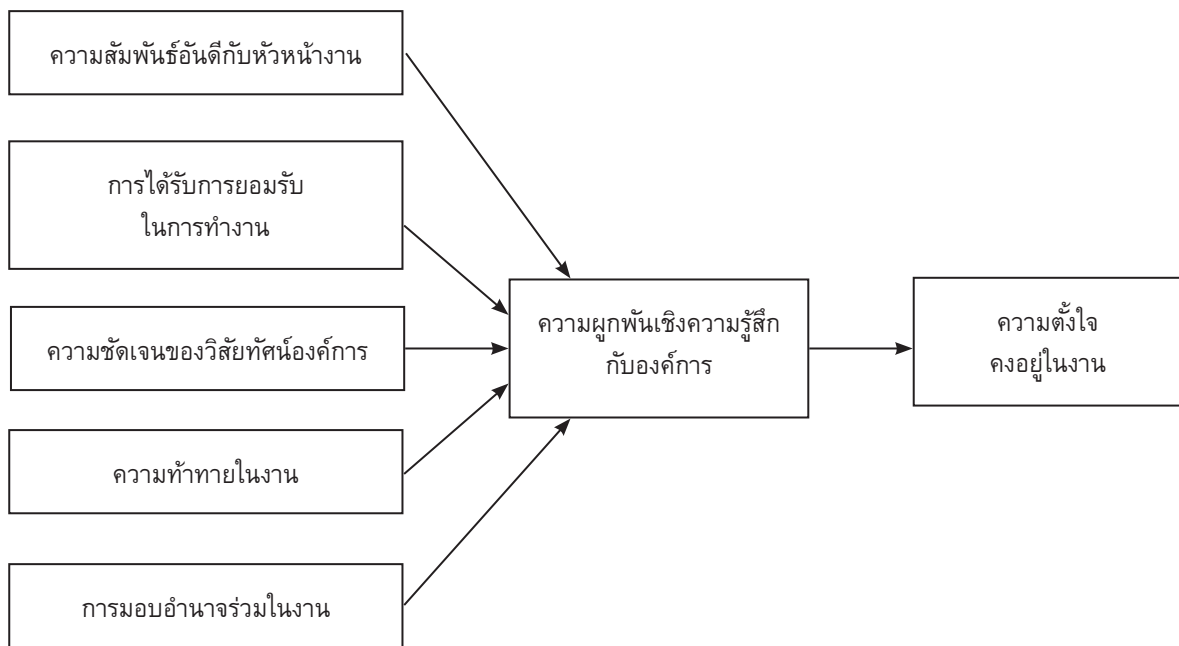 ความสัมพันธ์อันดีกับหัวหน้างาน
การได้รับการยอมรับ
ในการทำงาน
ความชัดเจนของวิสัยทัศน์องค์การ
ความท้าทายในงาน
การมอบอำนาจร่วมในงาน
ความผูกพันเชิงความรู้สึก
กับองค์การ
ความตั้งใจ
คงอยู่ในงาน